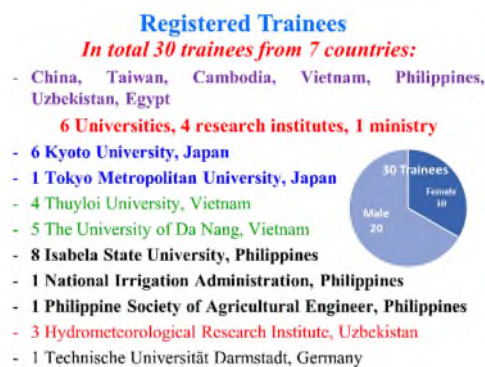 Registered Trainees
In total 30 trainees from 7 countries:
- China, Taiwan, Cambodia, Vietnam, Philippines,
Uzbekistan, Egypt
6 Universities, 4 research institutes, 1 ministry
- 6 Kyoto University, Japan
- 1 Tokyo Metropolitan University, Japan
- 4 Thuyloi University, Vietnam
- 5 The University of Da Nang, Vietnam
- 8 Isabela State University, Philippines
- 1 National Irrigation Administration, Philippines
- 1 Philippine Society of Agricultural Engineer, Philippines
- 3 Hydrometeorological Research Institute, Uzbekistan
- 1 Technische Universität Darmstadt, Germany
30 Trainees
Female
10
Male
20